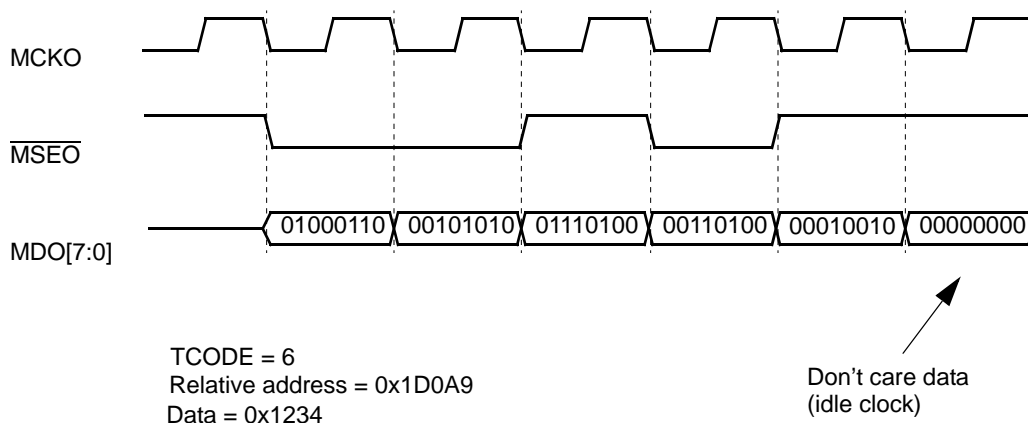 MCKO
MSEO
MDO[7:0]
01000110 00101010 01110100 00110100 00010010 00000000
TCODE = 6
Relative address = 0x1D0A9
Data = 0x1234
Don't care data
(idle clock)